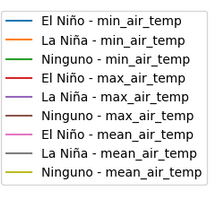 El Niño - min_air_temp
La Niña - min_air_temp
Ninguno - min_air_temp
El Niño - max_air_temp
La Niña - max_air_temp
Ninguno - max_air_temp
El Niño - mean_air_temp
La Niña - mean_air_temp
Ninguno - mean_air_temp